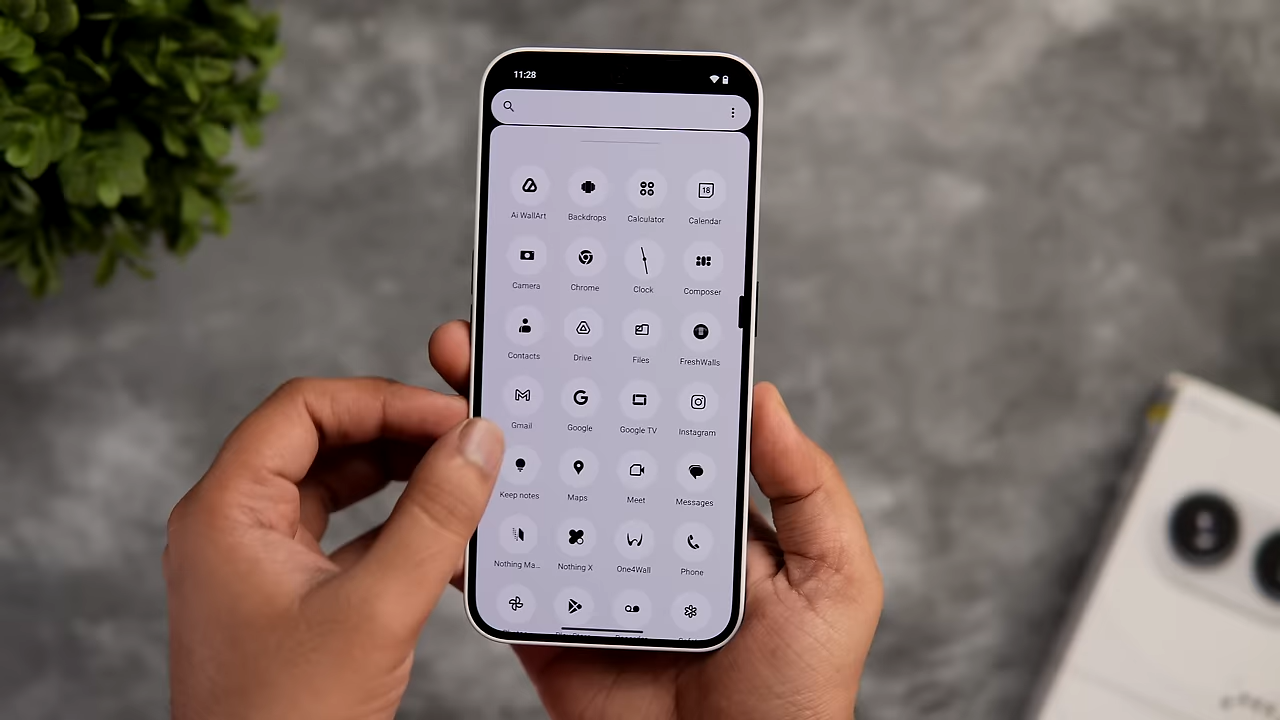 11:28
Ai WallArt Backdrops Calculator Calendar
18
Camera Chrome Clock Composer
Contacts Drive Files FreshWalls
Gmail Google Google TV Instagram
Keep notes Maps Meet Messages
Nothing Ma... Nothing X One4Wall Phone